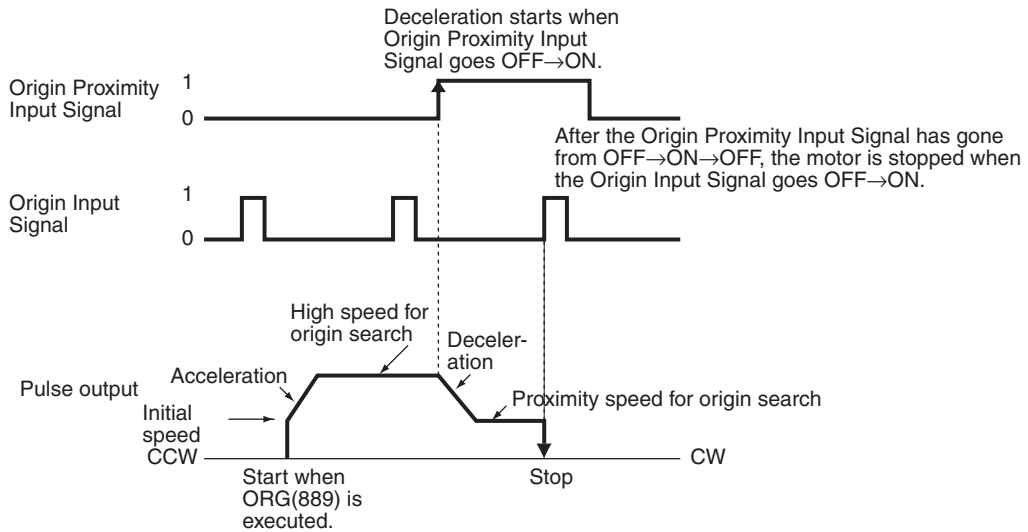 Deceleration starts when
Origin Proximity Input
Signal goes OFF→ON.
Origin Proximity
Input Signal
1
0
After the Origin Proximity Input Signal has gone
from OFF→ON→OFF, the motor is stopped when
the Origin Input Signal goes OFF→ON.
Origin Input
Signal
1
0
High speed for
origin search
Deceler-
ation
Acceleration
Pulse output
Proximity speed for origin search
Initial
speed
CCW
CW
Start when
ORG(889) is
executed.
Stop